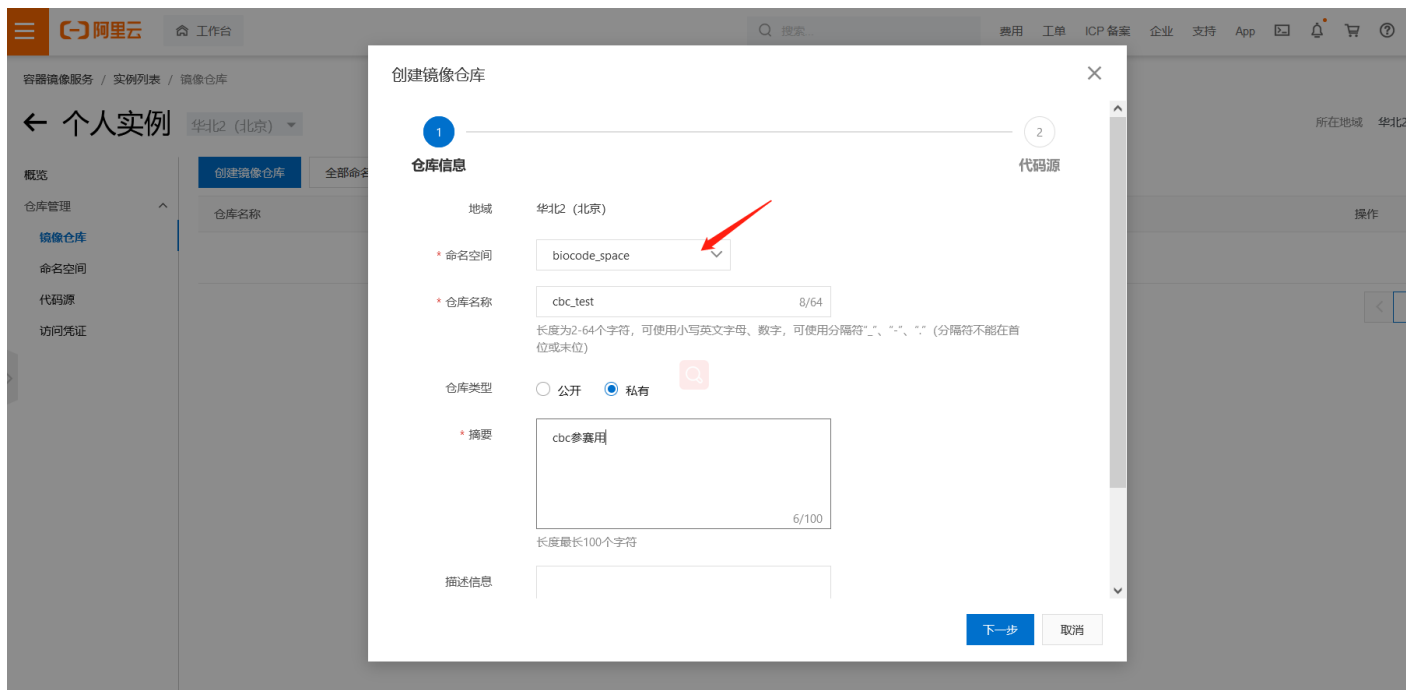 阿里云 工作台 搜索... 费用 工单 ICP 备案 企业 支持 App
容器镜像服务 / 实例列表 / 镜像仓库
个人实例 华北2（北京） 所在地域 华北2
概览
仓库管理
镜像仓库
命名空间
代码源
访问凭证
创建镜像仓库 全部命名
仓库名称 操作
创建镜像仓库
1 2
仓库信息 代码源
地域 华北2（北京）
* 命名空间 biocode_space
* 仓库名称 cbc_test 8/64
长度为2-64个字符，可使用小写英文字母、数字，可使用分隔符"_"、"-"、"."（分隔符不能在首
位或末位）
仓库类型 公开 私有
* 摘要 cbc参赛用
6/100
长度最长100个字符
描述信息
下一步 取消